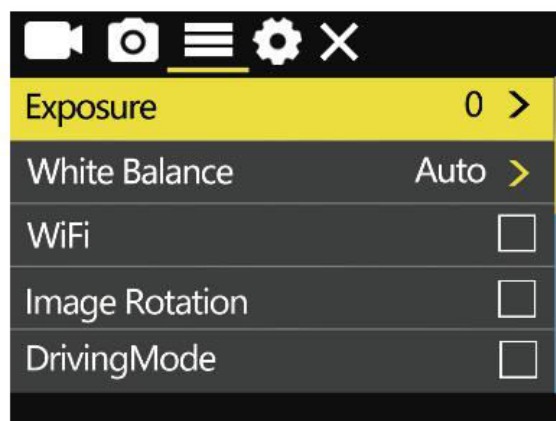 Exposure 0 >
White Balance Auto >
WiFi
Image Rotation
DrivingMode